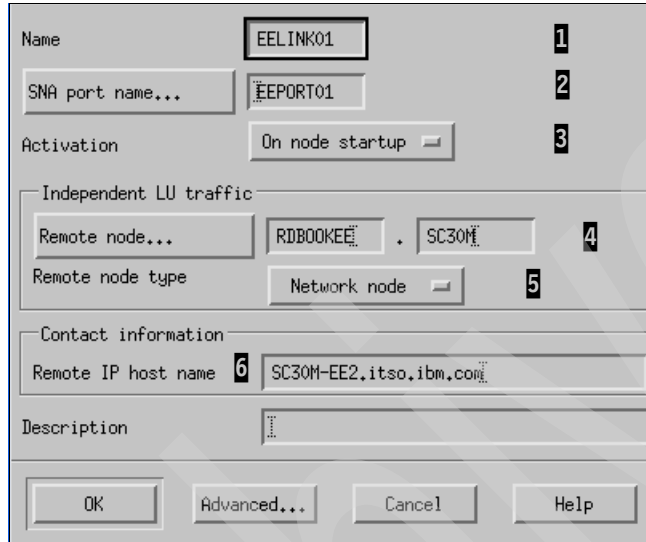 Name EELINK01 1
SNA port name... EEPORT01 2
Activation On node startup 3
Independent LU traffic
Remote node... RDBOOKEE . SC30M 4
Remote node type Network node 5
Contact information
Remote IP host name 6 SC30M-EE2.itso.ibm.com
Description
OK Advanced... Cancel Help